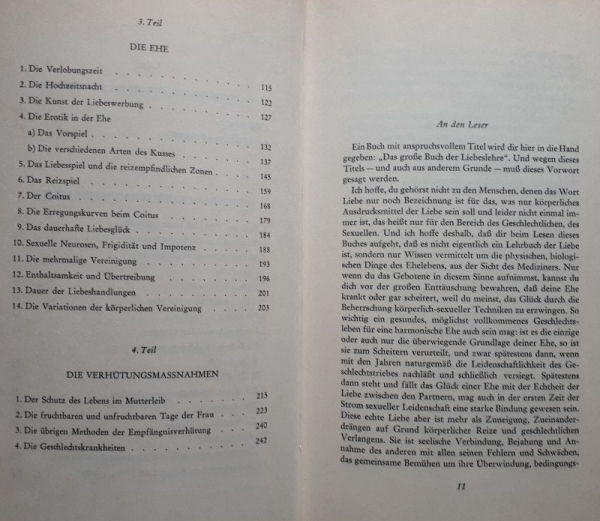 3. Teil
DIE EHE
1. Die Verlobungszeit . . . . . . . . . . 115
2. Die Hochzeitsnacht . . . . . . . . . . 122
3. Die Kunst der Liebeswerbung . . . . . . . . 127
4. Die Erotik in der Ehe
a) Das Vorspiel . . . . . . . . . . . 132
b) Die verschiedenen Arten des Kusses . . . . . . 137
5. Das Liebesspiel und die reizempfindlichen Zonen . . . 145
6. Das Reizspiel . . . . . . . . . . . 159
7. Der Coitus . . . . . . . . . . . . 168
8. Die Erregungskurven beim Coitus . . . . . . . 179
9. Das dauerhafte Liebesglück . . . . . . . . 184
10. Sexuelle Neurosen, Frigidität und Impotenz . . . . 188
11. Die mehrmalige Vereinigung . . . . . . . . 193
12. Enthaltsamkeit und Übertreibung . . . . . . . 196
13. Dauer der Liebeshandlungen . . . . . . . . 201
14. Die Variationen der körperlichen Vereinigung . . . . 203
4. Teil
DIE VERHÜTUNGSMASSNAHMEN
1. Der Schutz des Lebens im Mutterleib . . . . . . 215
2. Die fruchtbaren und unfruchtbaren Tage der Frau . . . 223
3. Die übrigen Methoden der Empfängnisverhütung . . . 240
4. Die Geschlechtskrankheiten . . . . . . . . 242
An den Leser
Ein Buch mit anspruchsvollem Titel wird dir hier in die Hand
gegeben: „Das große Buch der Liebeslehre“. Und wegen dieses
Titels — und auch aus anderem Grunde — muß dieses Vorwort
gesagt werden.
Ich hoffe, du gehörst nicht zu den Menschen, denen das Wort
Liebe nur noch Bezeichnung ist für das, was nur körperliches
Ausdrucksmittel der Liebe sein soll und leider nicht einmal im-
mer ist, das heißt nur für den Bereich des Geschlechtlichen, des
Sexuellen. Und ich hoffe deshalb, daß dir beim Lesen dieses
Buches aufgeht, daß es nicht eigentlich ein Lehrbuch der Liebe
ist, sondern nur Wissen vermittelt um die physischen, biologi-
schen Dinge des Ehelebens, aus der Sicht des Mediziners. Nur
wenn du das Gebotene in diesem Sinne aufnimmst, kannst du
dich vor der großen Enttäuschung bewahren, daß deine Ehe
krankt oder gar scheitert, weil du meinst, das Glück durch die
Beherrschung körperlich-sexueller Techniken zu erzwingen. So
wichtig ein gesundes, möglichst vollkommenes Geschlechts-
leben für eine harmonische Ehe auch sein mag: ist es die einzige
oder auch nur die überwiegende Grundlage deiner Ehe, so ist
sie zum Scheitern verurteilt, und zwar spätestens dann, wenn
mit den Jahren naturgemäß die Leidenschaftlichkeit des Ge-
schlechtstriebes nachläßt und schließlich versiegt. Spätestens
dann steht und fällt das Glück einer Ehe mit der Echtheit der
Liebe zwischen den Partnern, mag auch in der ersten Zeit der
Strom sexueller Leidenschaft eine starke Bindung gewesen sein.
Diese echte Liebe aber ist mehr als Zuneigung, Zueinander-
drängen auf Grund körperlicher Reize und geschlechtlichen
Verlangens. Sie ist seelische Verbindung, Bejahung und An-
nahme des anderen mit allen seinen Fehlern und Schwächen,
das gemeinsame Bemühen um ihre Überwindung, bedingungs-
11